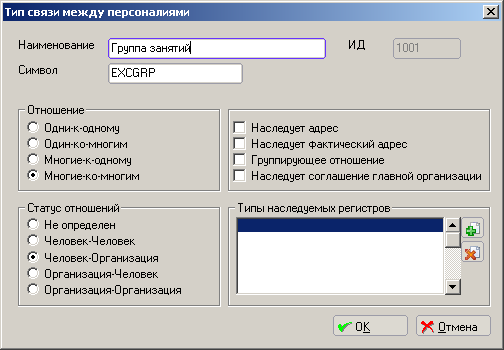 Тип связи между персоналиями
Наименование Группа занятий ИД 1001
Символ EXCGRP
Отношение
Одни-к-одному
Один-ко-многим
Многие-к-одному
Многие-ко-многим
Наследует адрес
Наследует фактический адрес
Группирующее отношение
Наследует соглашение главной организации
Статус отношений
Не определен
Человек-Человек
Человек-Организация
Организация-Человек
Организация-Организация
Типы наследуемых регистров
OK Отмена